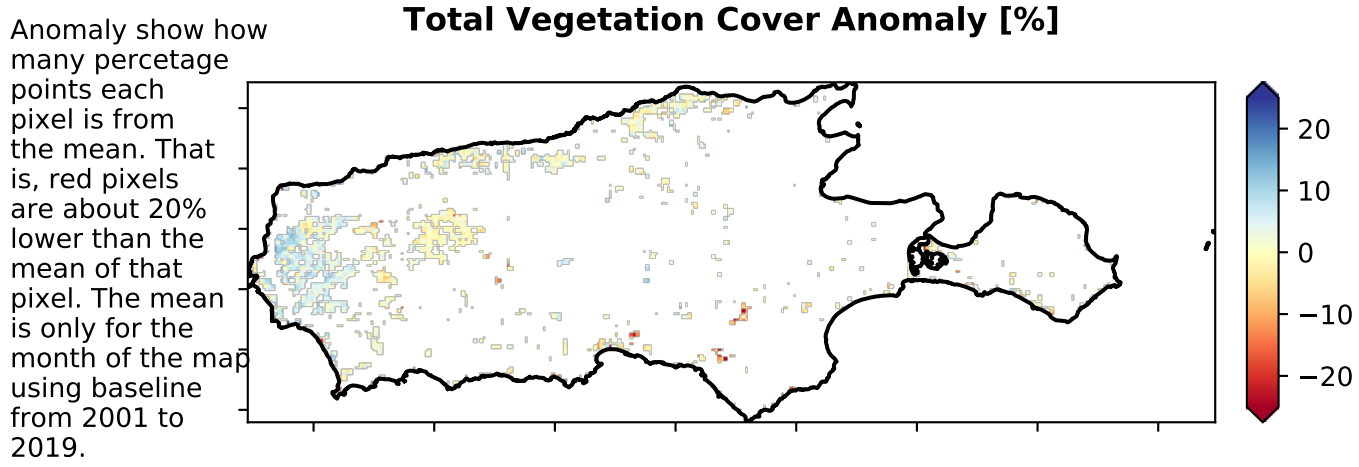 Total Vegetation Cover Anomaly [%]
Anomaly show how
many percetage
points each
pixel is from
the mean. That
is, red pixels
are about 20%
lower than the
mean of that
pixel. The mean
is only for the
month of the map
using baseline
from 2001 to
2019.
20
10
0
−10
−20